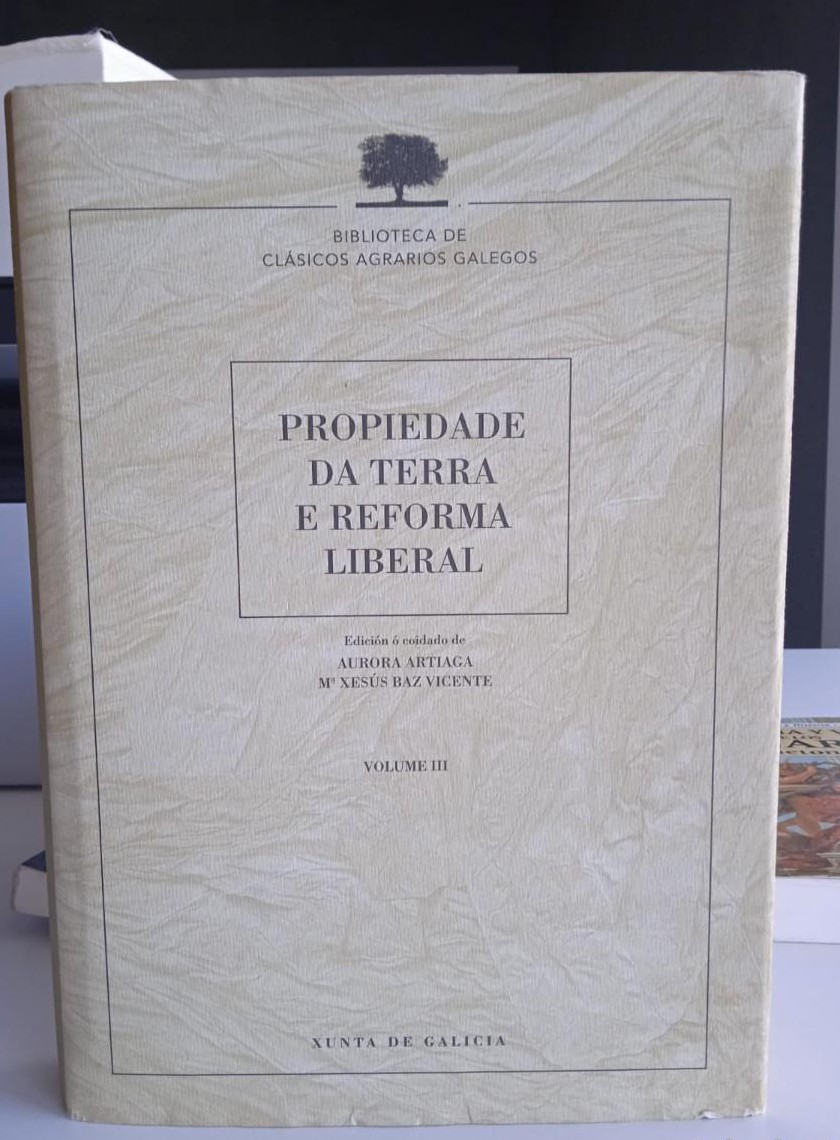 BIBLIOTECA DE
CLÁSICOS AGRARIOS GALEGOS
PROPIEDADE
DA TERRA
E REFORMA
LIBERAL
Edición ó coidado de
AURORA ARTIAGA
Mª XESÚS BAZ VICENTE
VOLUME III
XUNTA DE GALICIA